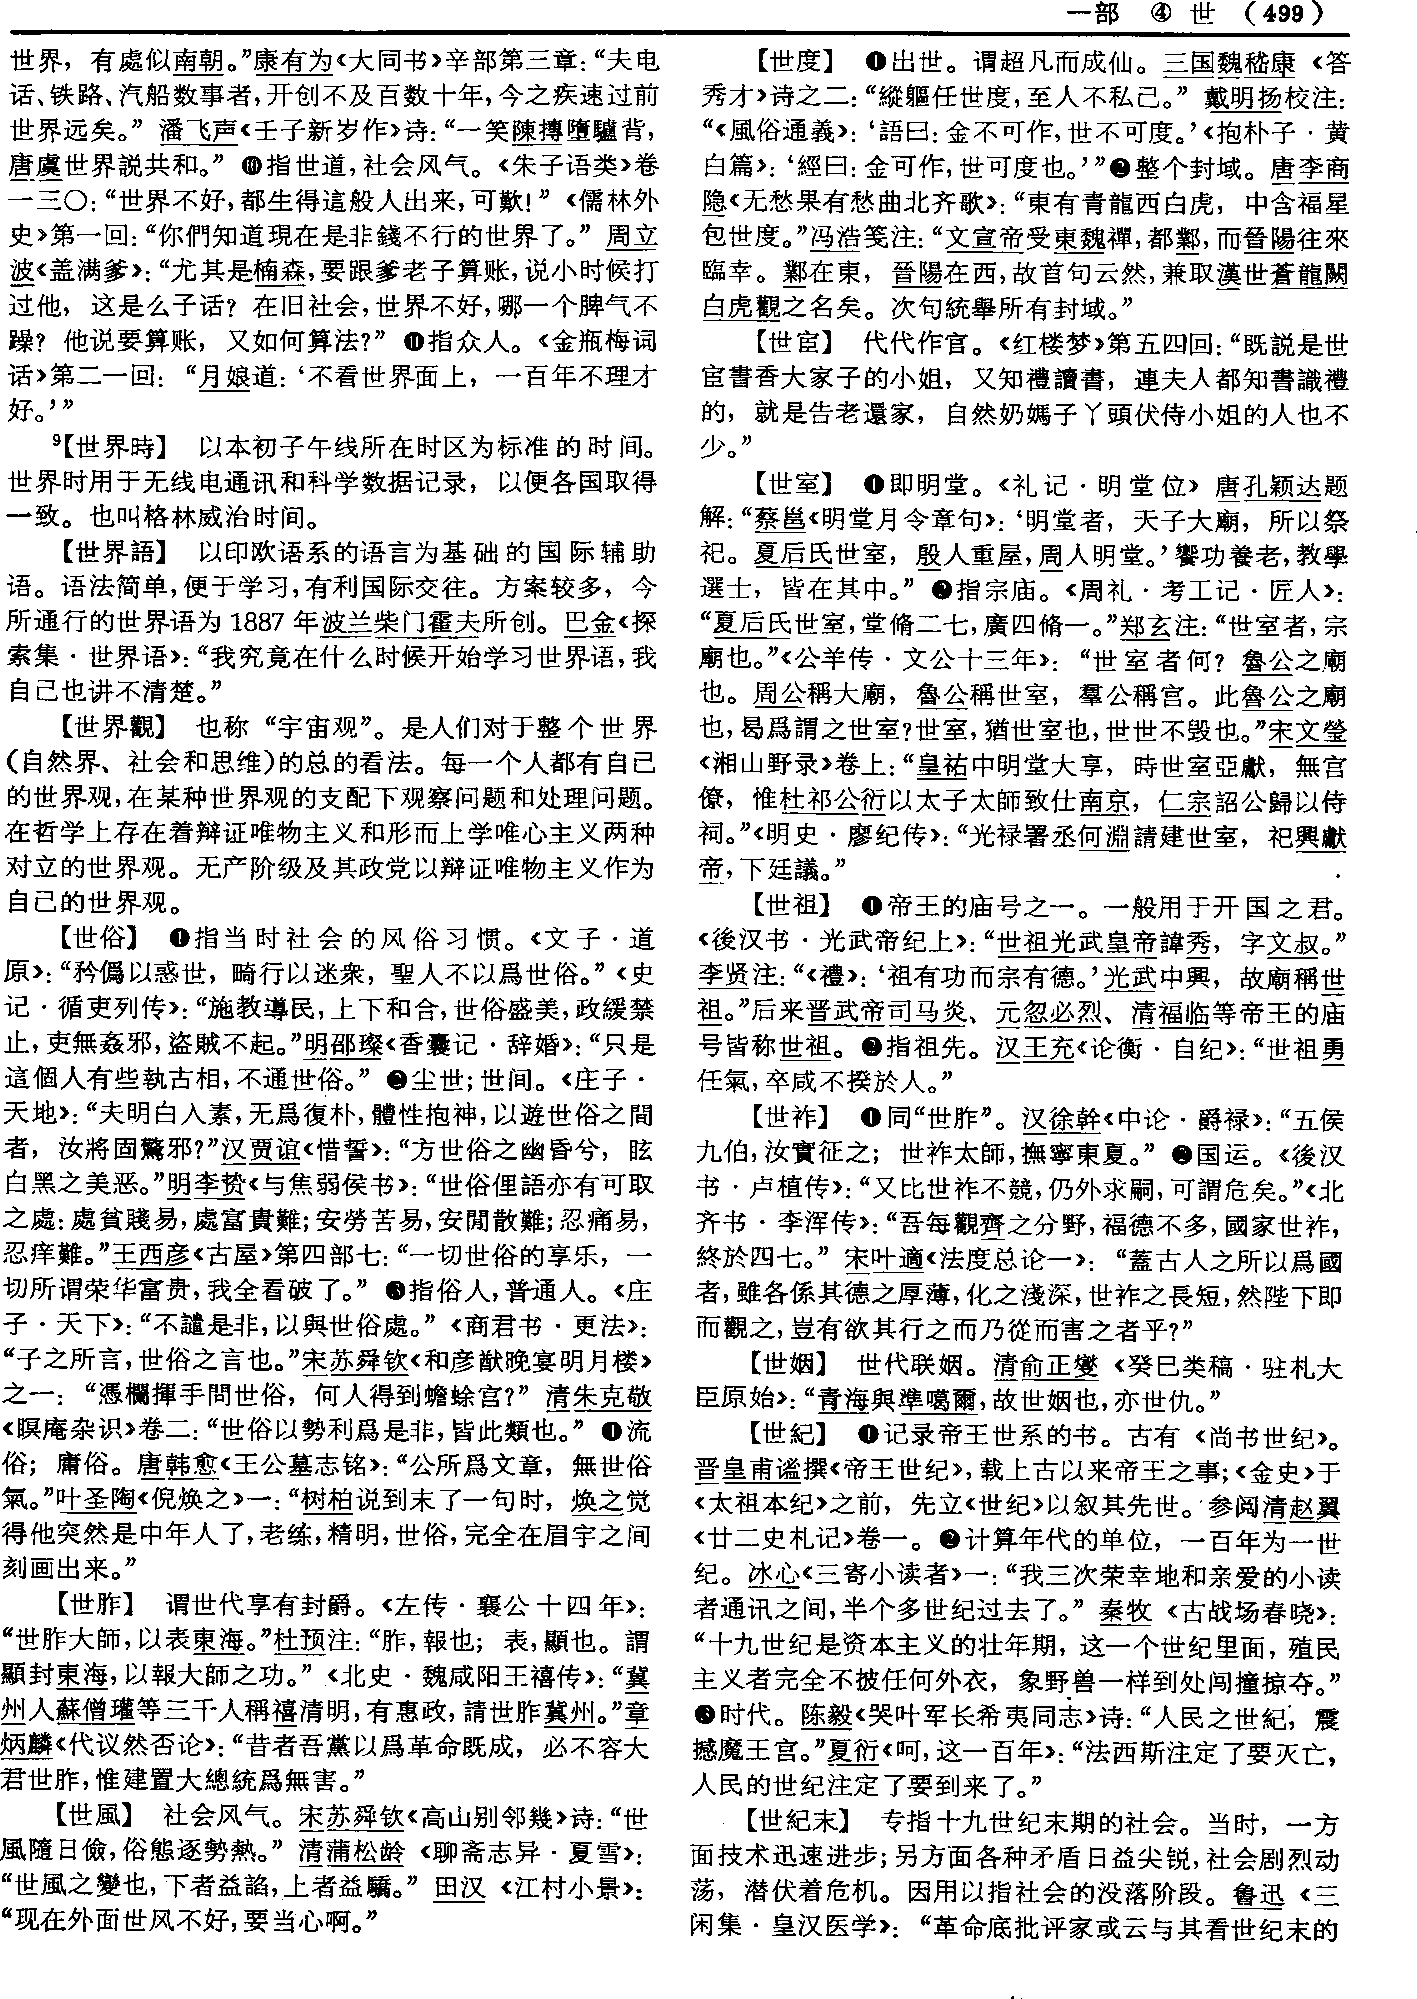 一部 ④ 世 （499）
世界，有處似南朝。”康有为《大同书》辛部第三章：“夫电
话、铁路、汽船数事者，开创不及百数十年，今之疾速过前
世界远矣。” 潘飞声《壬子新岁作》诗：“一笑陳摶墮驢背，
唐虞世界説共和。” ❿指世道，社会风气。《朱子语类》卷
一三〇：“世界不好，都生得這般人出来，可歎！” 《儒林外
史》第一回：“你們知道現在是非錢不行的世界了。” 周立
波《盖满爹》：“尤其是楠森，要跟爹老子算账，说小时候打
过他，这是么子话？在旧社会，世界不好，哪一个脾气不
躁？他说要算账，又如何算法？” ⓫指众人。《金瓶梅词
话》第二一回：“月娘道：‘不看世界面上，一百年不理才
好。’”
⁹【世界時】 以本初子午线所在时区为标准的时间。
世界时用于无线电通讯和科学数据记录，以便各国取得
一致。也叫格林威治时间。
【世界語】 以印欧语系的语言为基础的国际辅助
语。语法简单，便于学习，有利国际交往。方案较多，今
所通行的世界语为1887年波兰柴门霍夫所创。巴金《探
索集·世界语》：“我究竟在什么时候开始学习世界语，我
自己也讲不清楚。”
【世界觀】 也称“宇宙观”。是人们对于整个世界
（自然界、社会和思维）的总的看法。每一个人都有自己
的世界观，在某种世界观的支配下观察问题和处理问题。
在哲学上存在着辩证唯物主义和形而上学唯心主义两种
对立的世界观。无产阶级及其政党以辩证唯物主义作为
自己的世界观。
【世俗】 ❶指当时社会的风俗习惯。《文子·道
原》：“矜僞以惑世，畸行以迷衆，聖人不以爲世俗。”《史
记·循吏列传》：“施教導民，上下和合，世俗盛美，政緩禁
止，吏無姦邪，盗賊不起。”明邵璨《香囊记·辞婚》：“只是
這個人有些執古相，不通世俗。” ❷尘世；世间。《庄子·
天地》：“夫明白入素，无爲復朴，體性抱神，以遊世俗之間
者，汝將固驚邪？”汉贾谊《惜誓》：“方世俗之幽昏兮，眩
白黑之美恶。”明李贽《与焦弱侯书》：“世俗俚語亦有可取
之處：處貧賤易，處富貴難；安勞苦易，安閒散難；忍痛易，
忍痒難。”王西彦《古屋》第四部七：“一切世俗的享乐，一
切所谓荣华富贵，我全看破了。” ❸指俗人，普通人。《庄
子·天下》：“不譴是非，以與世俗處。” 《商君书·更法》：
“子之所言，世俗之言也。”宋苏舜钦《和彦猷晚宴明月楼》
之一：“憑欄揮手問世俗，何人得到蟾蜍宫？” 清朱克敬
《暝庵杂识》卷二：“世俗以勢利爲是非，皆此類也。” ❹流
俗；庸俗。唐韩愈《王公墓志铭》：“公所爲文章，無世俗
氣。”叶圣陶《倪焕之》一：“树柏说到末了一句时，焕之觉
得他突然是中年人了，老练，精明，世俗，完全在眉宇之间
刻画出来。”
【世胙】 谓世代享有封爵。《左传·襄公十四年》：
“世胙大師，以表東海。”杜预注：“胙，報也；表，顯也。謂
顯封東海，以報大師之功。” 《北史·魏咸阳王禧传》：“冀
州人蘇僧瓘等三千人稱禧清明，有惠政，請世胙冀州。”章
炳麟《代议然否论》：“昔者吾黨以爲革命既成，必不容大
君世胙，惟建置大總統爲無害。”
【世風】 社会风气。宋苏舜钦《高山别邻幾》诗：“世
風隨日儉，俗態逐勢熱。” 清蒲松龄《聊斋志异·夏雪》：
“世風之變也，下者益諂，上者益驕。” 田汉《江村小景》：
“现在外面世风不好，要当心啊。”
【世度】 ❶出世。谓超凡而成仙。三国魏嵇康《答
秀才》诗之二：“縱軀任世度，至人不私己。” 戴明扬校注：
“《風俗通義》：‘語曰：金不可作，世不可度。’《抱朴子·黄
白篇》：‘經曰：金可作，世可度也。’”❷整个封域。唐李商
隐《无愁果有愁曲北齐歌》：“東有青龍西白虎，中含福星
包世度。”冯浩笺注：“文宣帝受東魏禪，都鄴，而晉陽往來
臨幸。鄴在東，晉陽在西，故首句云然，兼取漢世蒼龍闕
白虎觀之名矣。次句統舉所有封域。”
【世宦】 代代作官。《红楼梦》第五四回：“既説是世
宦書香大家子的小姐，又知禮讀書，連夫人都知書識禮
的，就是告老還家，自然奶媽子丫頭伏侍小姐的人也不
少。”
【世室】 ❶即明堂。《礼记·明堂位》唐孔颖达题
解：“蔡邕《明堂月令章句》：‘明堂者，天子大廟，所以祭
祀。夏后氏世室，殷人重屋，周人明堂。’饗功養老，教學
選士，皆在其中。” ❷指宗庙。《周礼·考工记·匠人》：
“夏后氏世室，堂脩二七，廣四脩一。”郑玄注：“世室者，宗
廟也。”《公羊传·文公十三年》：“世室者何？魯公之廟
也。周公稱大廟，魯公稱世室，羣公稱宫。此魯公之廟
也，曷爲謂之世室？世室，猶世室也，世世不毁也。”宋文瑩
《湘山野录》卷上：“皇祐中明堂大享，時世室亞獻，無宫
僚，惟杜祁公衍以太子太師致仕南京，仁宗詔公歸以侍
祠。”《明史·廖纪传》：“光禄署丞何淵請建世室，祀興獻
帝，下廷議。”
【世祖】 ❶帝王的庙号之一。一般用于开国之君。
《後汉书·光武帝纪上》：“世祖光武皇帝諱秀，字文叔。”
李贤注：“《禮》：‘祖有功而宗有德。’光武中興，故廟稱世
祖。”后来晋武帝司马炎、元忽必烈、清福临等帝王的庙
号皆称世祖。❷指祖先。汉王充《论衡·自纪》：“世祖勇
任氣，卒咸不揆於人。”
【世祚】 ❶同“世胙”。汉徐幹《中论·爵禄》：“五侯
九伯，汝實征之；世祚太師，撫寧東夏。” ❷国运。《後汉
书·卢植传》：“又比世祚不競，仍外求嗣，可謂危矣。”《北
齐书·李浑传》：“吾每觀齊之分野，福德不多，國家世祚，
終於四七。” 宋叶適《法度总论一》：“蓋古人之所以爲國
者，雖各係其德之厚薄，化之淺深，世祚之長短，然陛下即
而觀之，豈有欲其行之而乃從而害之者乎？”
【世姻】 世代联姻。清俞正燮《癸巳类稿·驻札大
臣原始》：“青海與準噶爾，故世姻也，亦世仇。”
【世紀】 ❶记录帝王世系的书。古有《尚书世纪》。
晋皇甫谧撰《帝王世纪》，载上古以来帝王之事；《金史》于
《太祖本纪》之前，先立《世纪》以叙其先世。参阅清赵翼
《廿二史札记》卷一。❷计算年代的单位，一百年为一世
纪。冰心《三寄小读者》一：“我三次荣幸地和亲爱的小读
者通讯之间，半个多世纪过去了。” 秦牧《古战场春晓》：
“十九世纪是资本主义的壮年期，这一个世纪里面，殖民
主义者完全不披任何外衣，象野兽一样到处闯撞掠夺。”
❸时代。陈毅《哭叶军长希夷同志》诗：“人民之世紀，震
撼魔王宫。”夏衍《呵，这一百年》：“法西斯注定了要灭亡，
人民的世纪注定了要到来了。”
【世紀末】 专指十九世纪末期的社会。当时，一方
面技术迅速进步；另方面各种矛盾日益尖锐，社会剧烈动
荡，潜伏着危机。因用以指社会的没落阶段。鲁迅《三
闲集·皇汉医学》：“革命底批评家或云与其看世纪末的